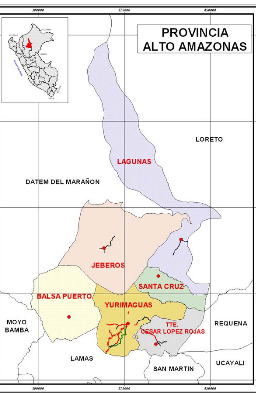 PROVINCIA
ALTO AMAZONAS
LORETO
LAGUNAS
DATEM DEL MARAÑON
JEBEROS
SANTA CRUZ
BALSA PUERTO
YURIMAGUAS
TTE.
CESAR LOPEZ ROJAS
MOYO
BAMBA
REQUENA
LAMAS
SAN MARTIN
UCAYALI